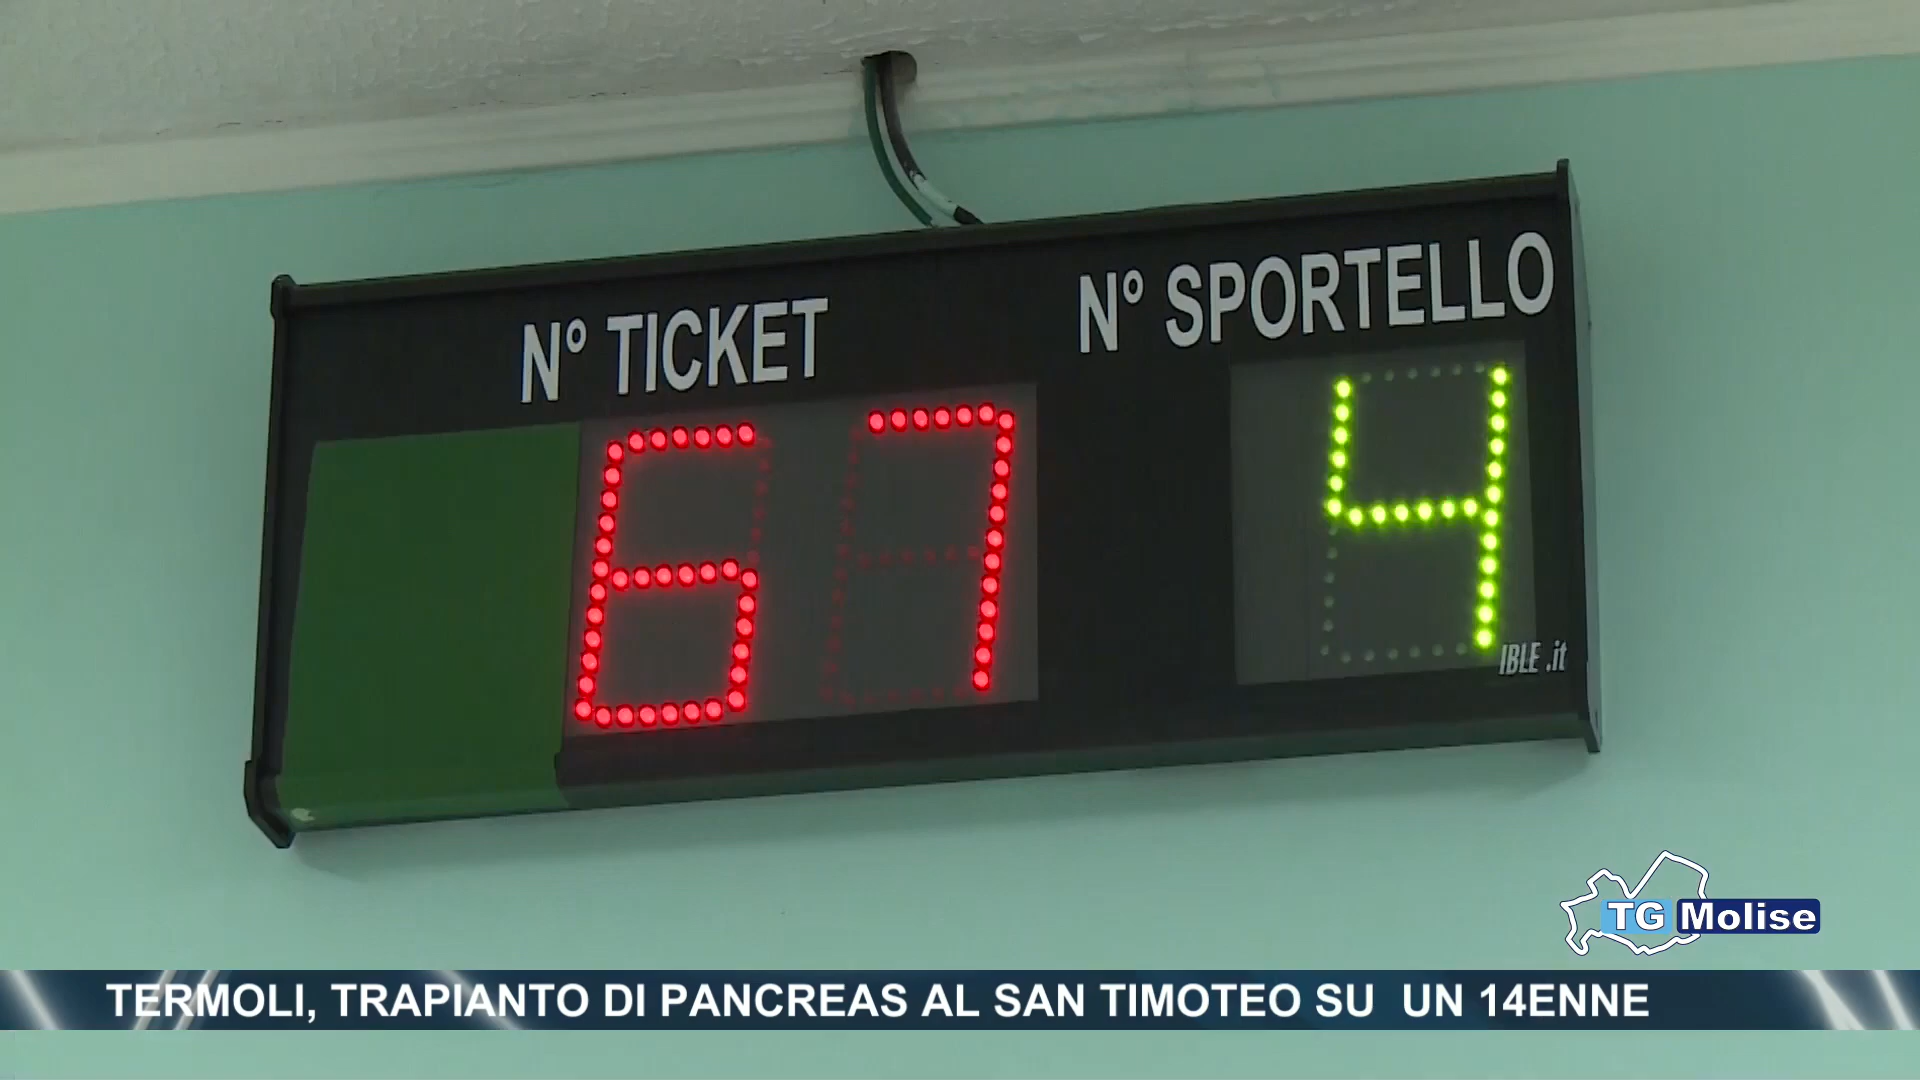 N° TICKET
N° SPORTELLO
67
4
IBLE.it
TG Molise
TERMOLI, TRAPIANTO DI PANCREAS AL SAN TIMOTEO SU UN 14ENNE